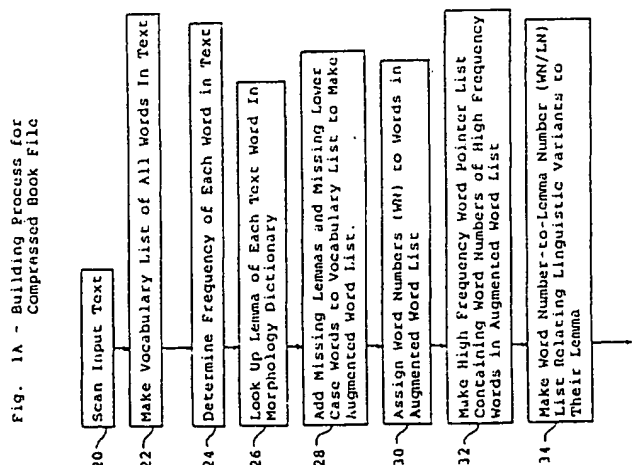 Fig. 1A - Building Process for
Compressed Book File
20
Scan Input Text
22
Make Vocabulary List of All Words In Text
24
Determine Frequency of Each Word in Text
26
Look Up Lemma of Each Text Word In
Morphology Dictionary
28
Add Missing Lemmas and Missing Lower
Case Words to Vocabulary List to Make
Augmented Word List.
30
Assign Word Numbers (WN) to Words in
Augmented Word List
32
Make High Frequency Word Pointer List
Containing Word Numbers of High Frequency
Words in Augmented Word List
34
Make Word Number-to-Lemma Number (WN/LN)
List Relating Linguistic Variants to
Their Lemma